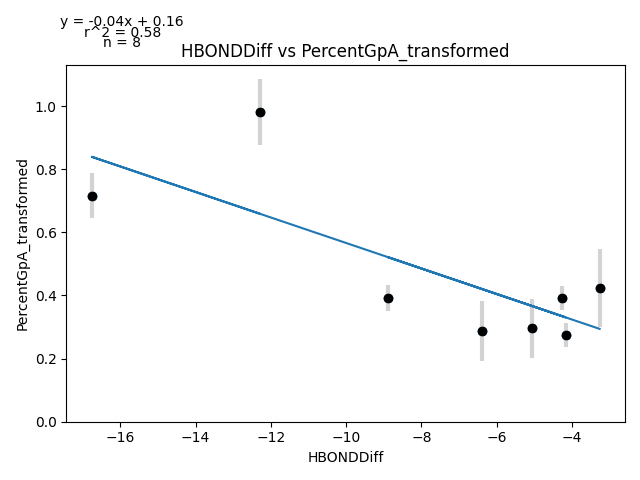 y = -0.04x + 0.16
r^2 = 0.58
n = 8
HBONDDiff vs PercentGpA_transformed
PercentGpA_transformed
1.0
0.8
0.6
0.4
0.2
0.0
−16
−14
−12
−10
−8
−6
−4
HBONDDiff